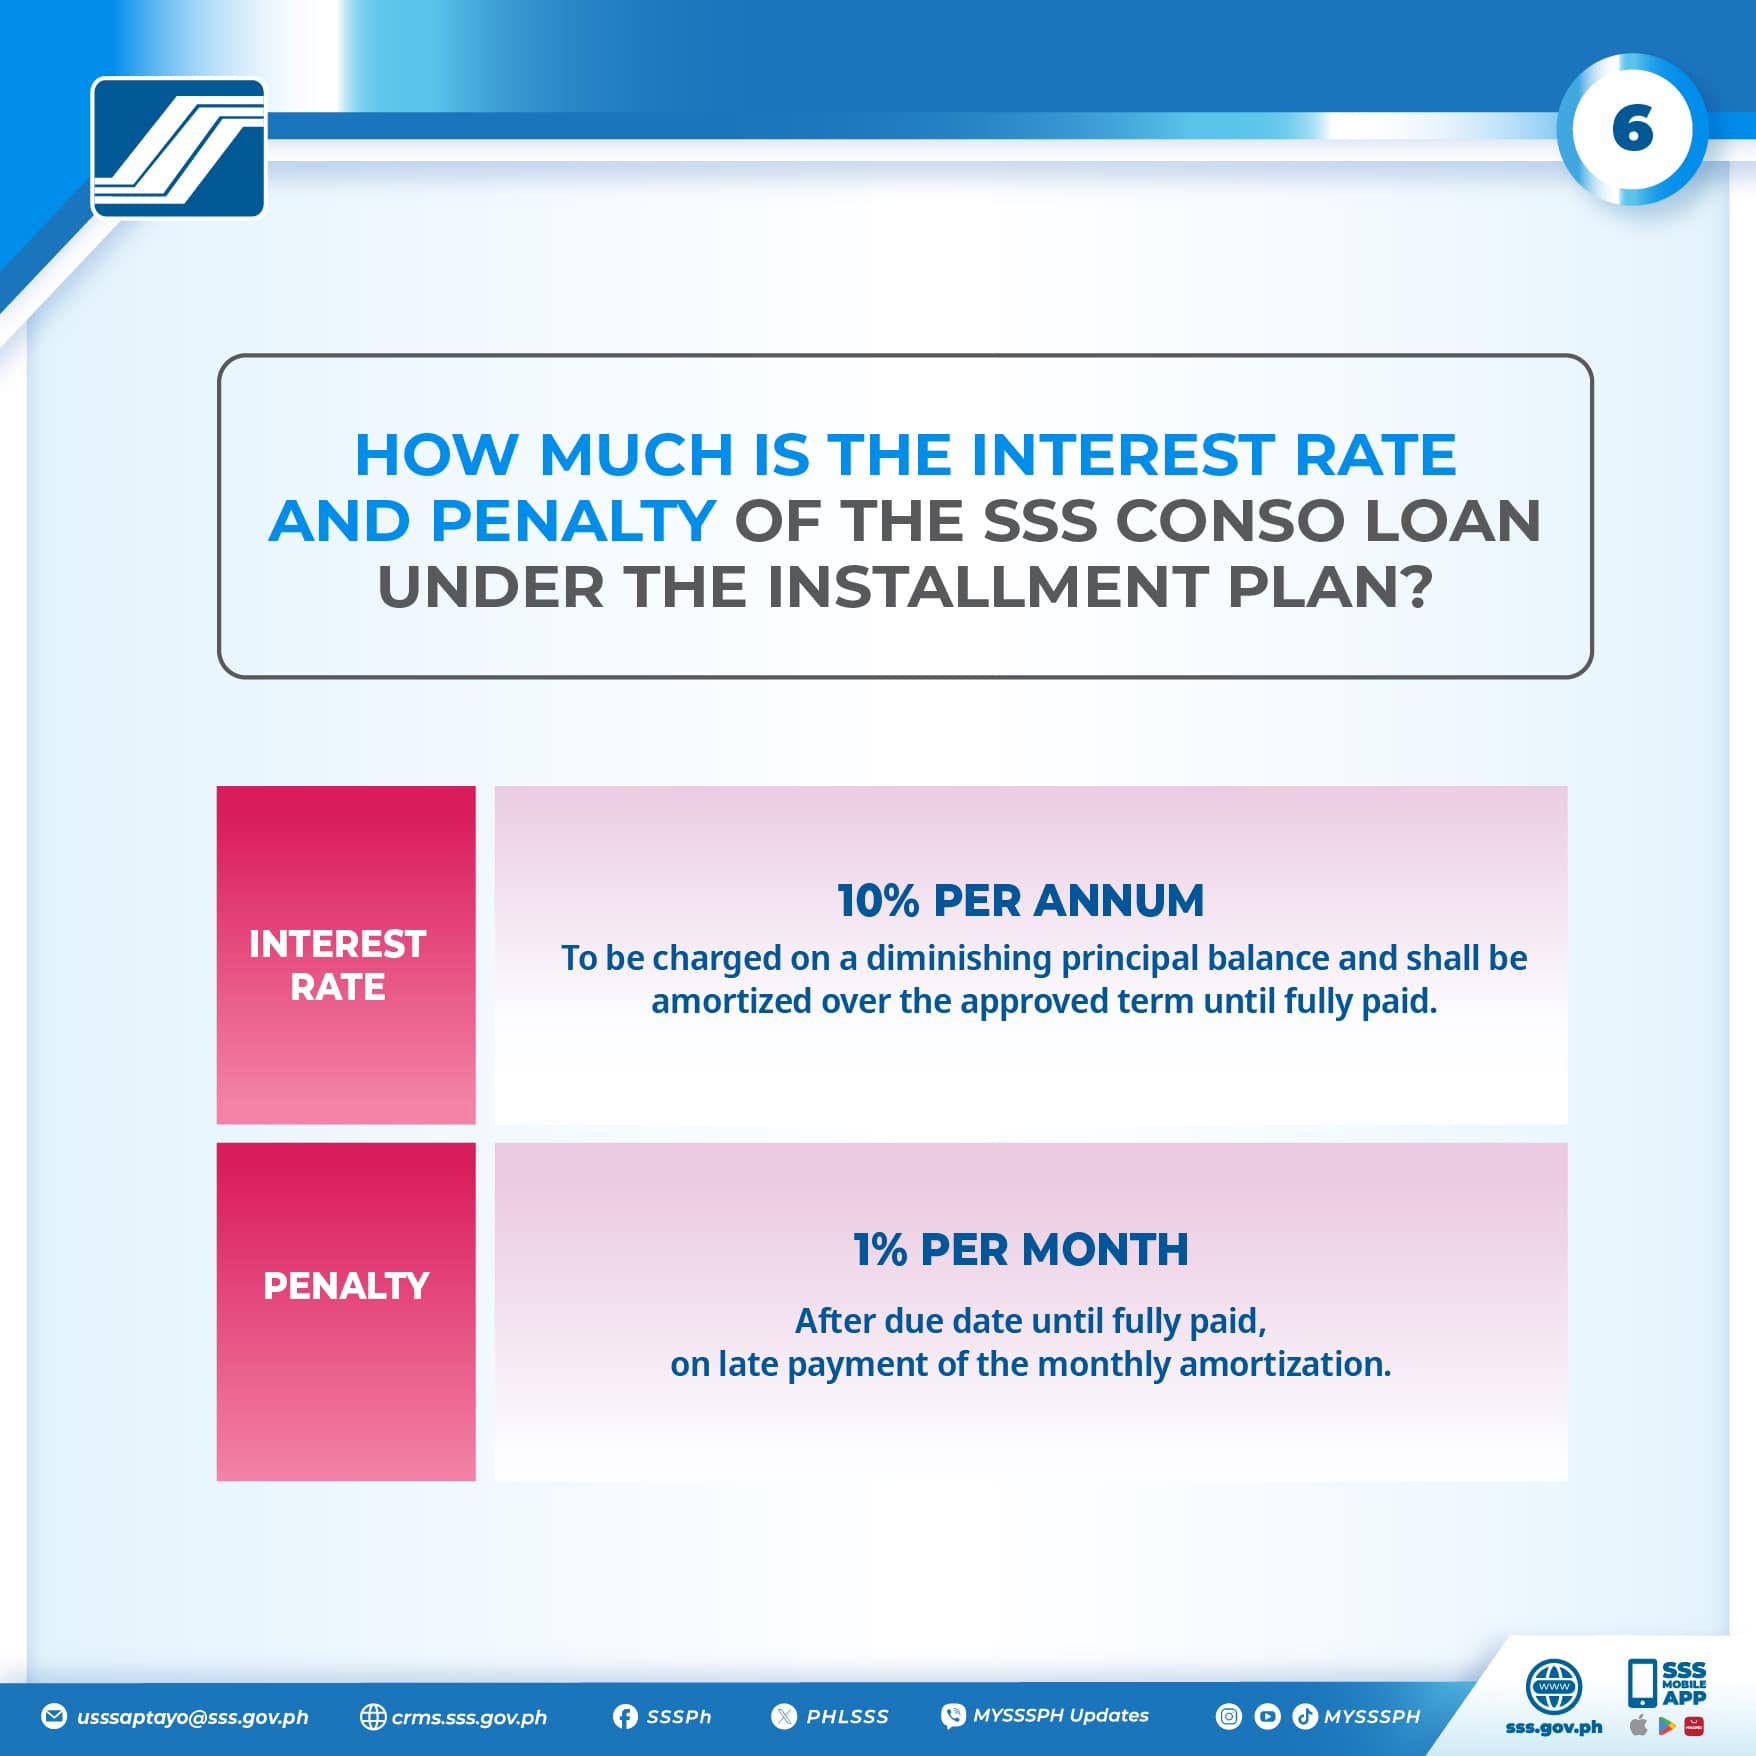 6
HOW MUCH IS THE INTEREST RATE
AND PENALTY OF THE SSS CONSO LOAN
UNDER THE INSTALLMENT PLAN?
INTEREST
RATE
10% PER ANNUM
To be charged on a diminishing principal balance and shall be
amortized over the approved term until fully paid.
PENALTY
1% PER MONTH
After due date until fully paid,
on late payment of the monthly amortization.
usssaptayo@sss.gov.ph
crms.sss.gov.ph
SSSPh
PHLSSS
MYSSSPH Updates
MYSSSPH
www
sss.gov.ph
SSS
MOBILE
APP